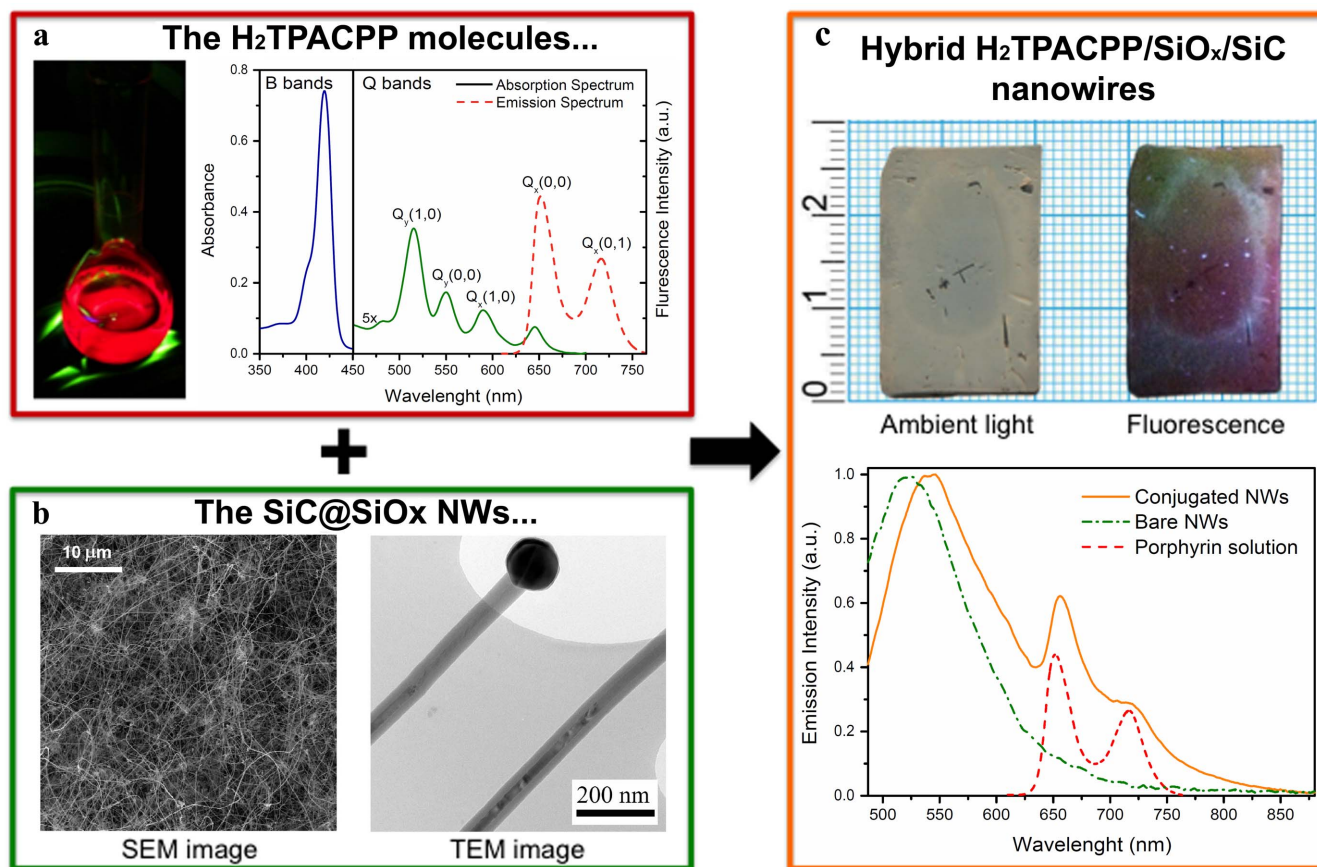 a
The H₂TPACPP molecules...
B bands
Q bands
Absorption Spectrum
Emission Spectrum
Absorbance
Flurescence Intensity (a.u.)
0.8
0.6
0.4
0.2
0.0
5x
Qy(1,0)
Qy(0,0)
Qx(1,0)
Qx(0,0)
Qx(0,1)
350 400 450 500 550 600 650 700 750
Wavelenght (nm)
+
b
The SiC@SiOx NWs...
10 μm
200 nm
SEM image
TEM image
c
Hybrid H₂TPACPP/SiOₓ/SiC
nanowires
2
1
0
Ambient light
Fluorescence
Conjugated NWs
Bare NWs
Porphyrin solution
Emission Intensity (a.u.)
1.0
0.8
0.6
0.4
0.2
0.0
500 550 600 650 700 750 800 850
Wavelenght (nm)